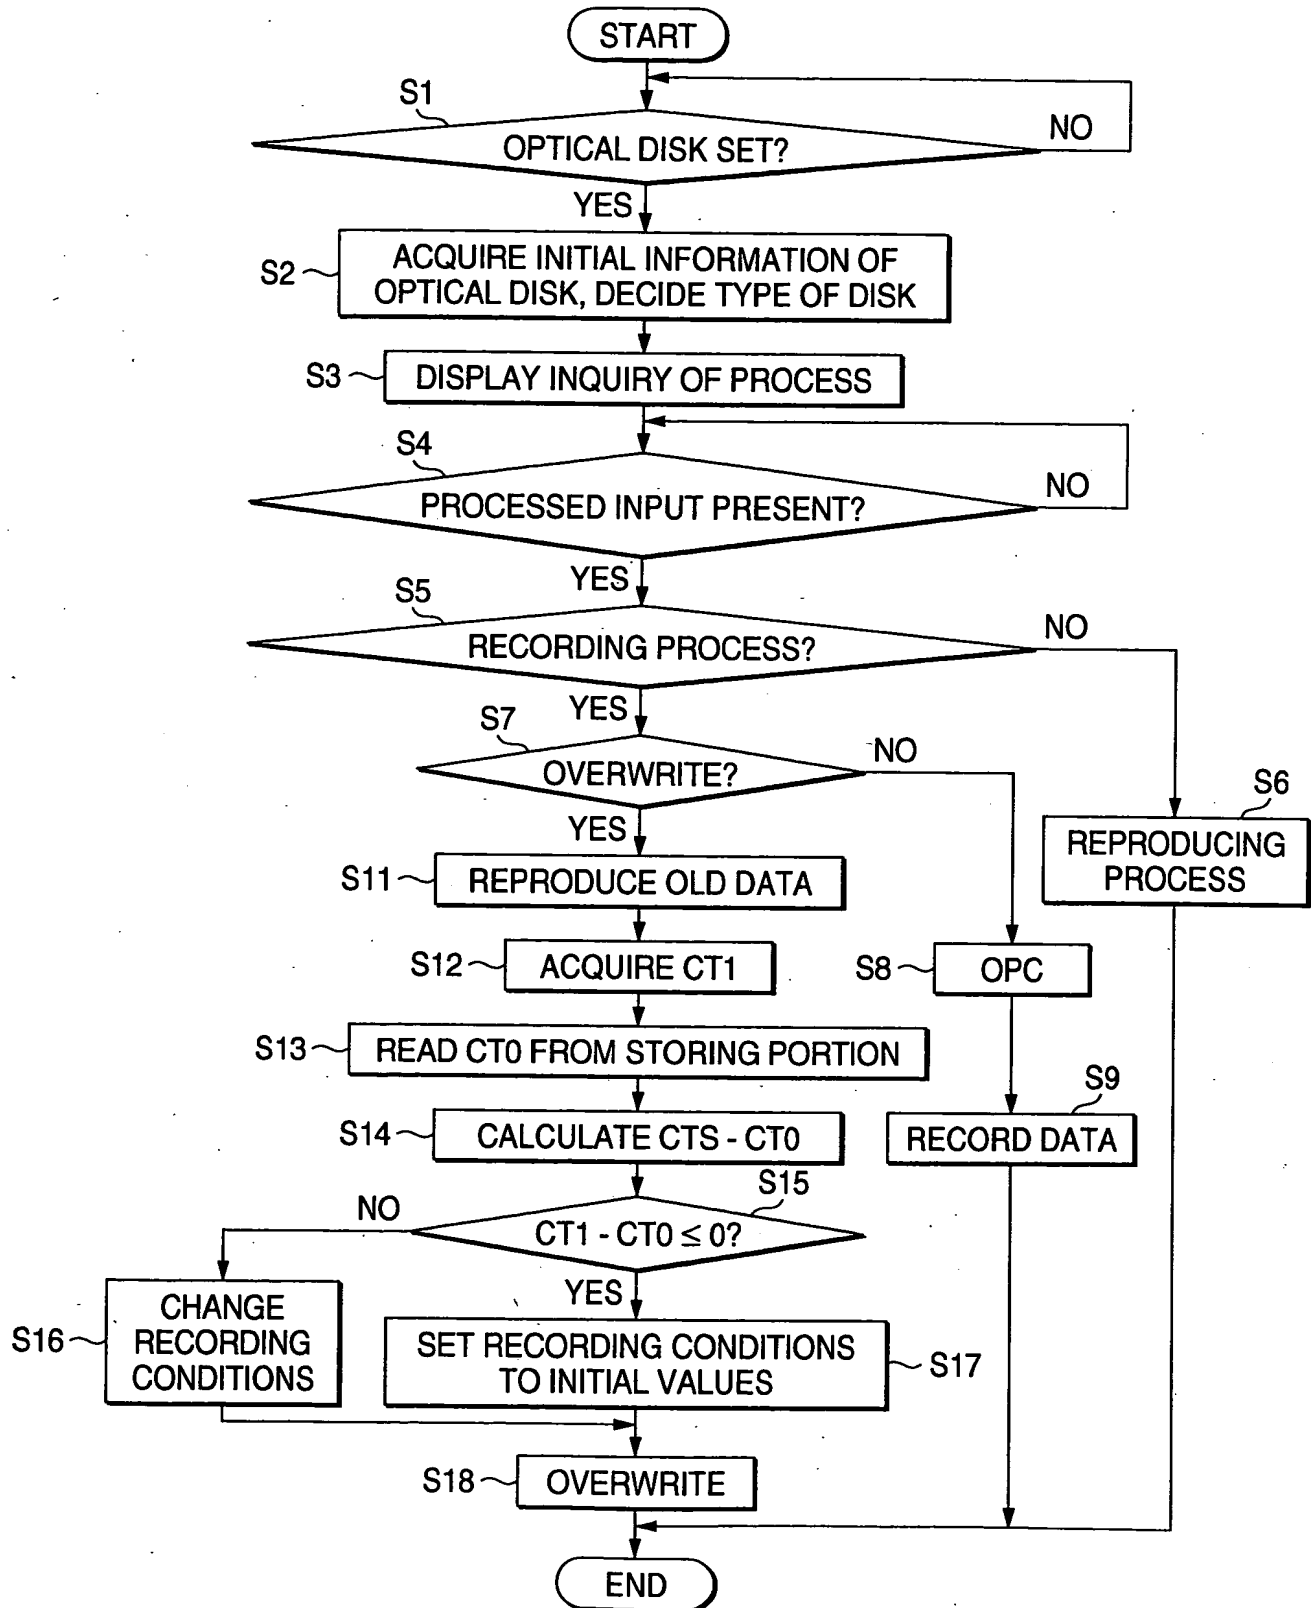 START
S1
OPTICAL DISK SET?
NO
YES
S2
ACQUIRE INITIAL INFORMATION OF
OPTICAL DISK, DECIDE TYPE OF DISK
S3
DISPLAY INQUIRY OF PROCESS
S4
PROCESSED INPUT PRESENT?
NO
YES
S5
RECORDING PROCESS?
NO
YES
S7
OVERWRITE?
NO
YES
S6
REPRODUCING
PROCESS
S11
REPRODUCE OLD DATA
S12
ACQUIRE CT1
S8
OPC
S13
READ CT0 FROM STORING PORTION
S14
CALCULATE CTS - CT0
S9
RECORD DATA
S15
CT1 - CT0 ≤ 0?
NO
YES
S16
CHANGE
RECORDING
CONDITIONS
SET RECORDING CONDITIONS
TO INITIAL VALUES
S17
S18
OVERWRITE
END